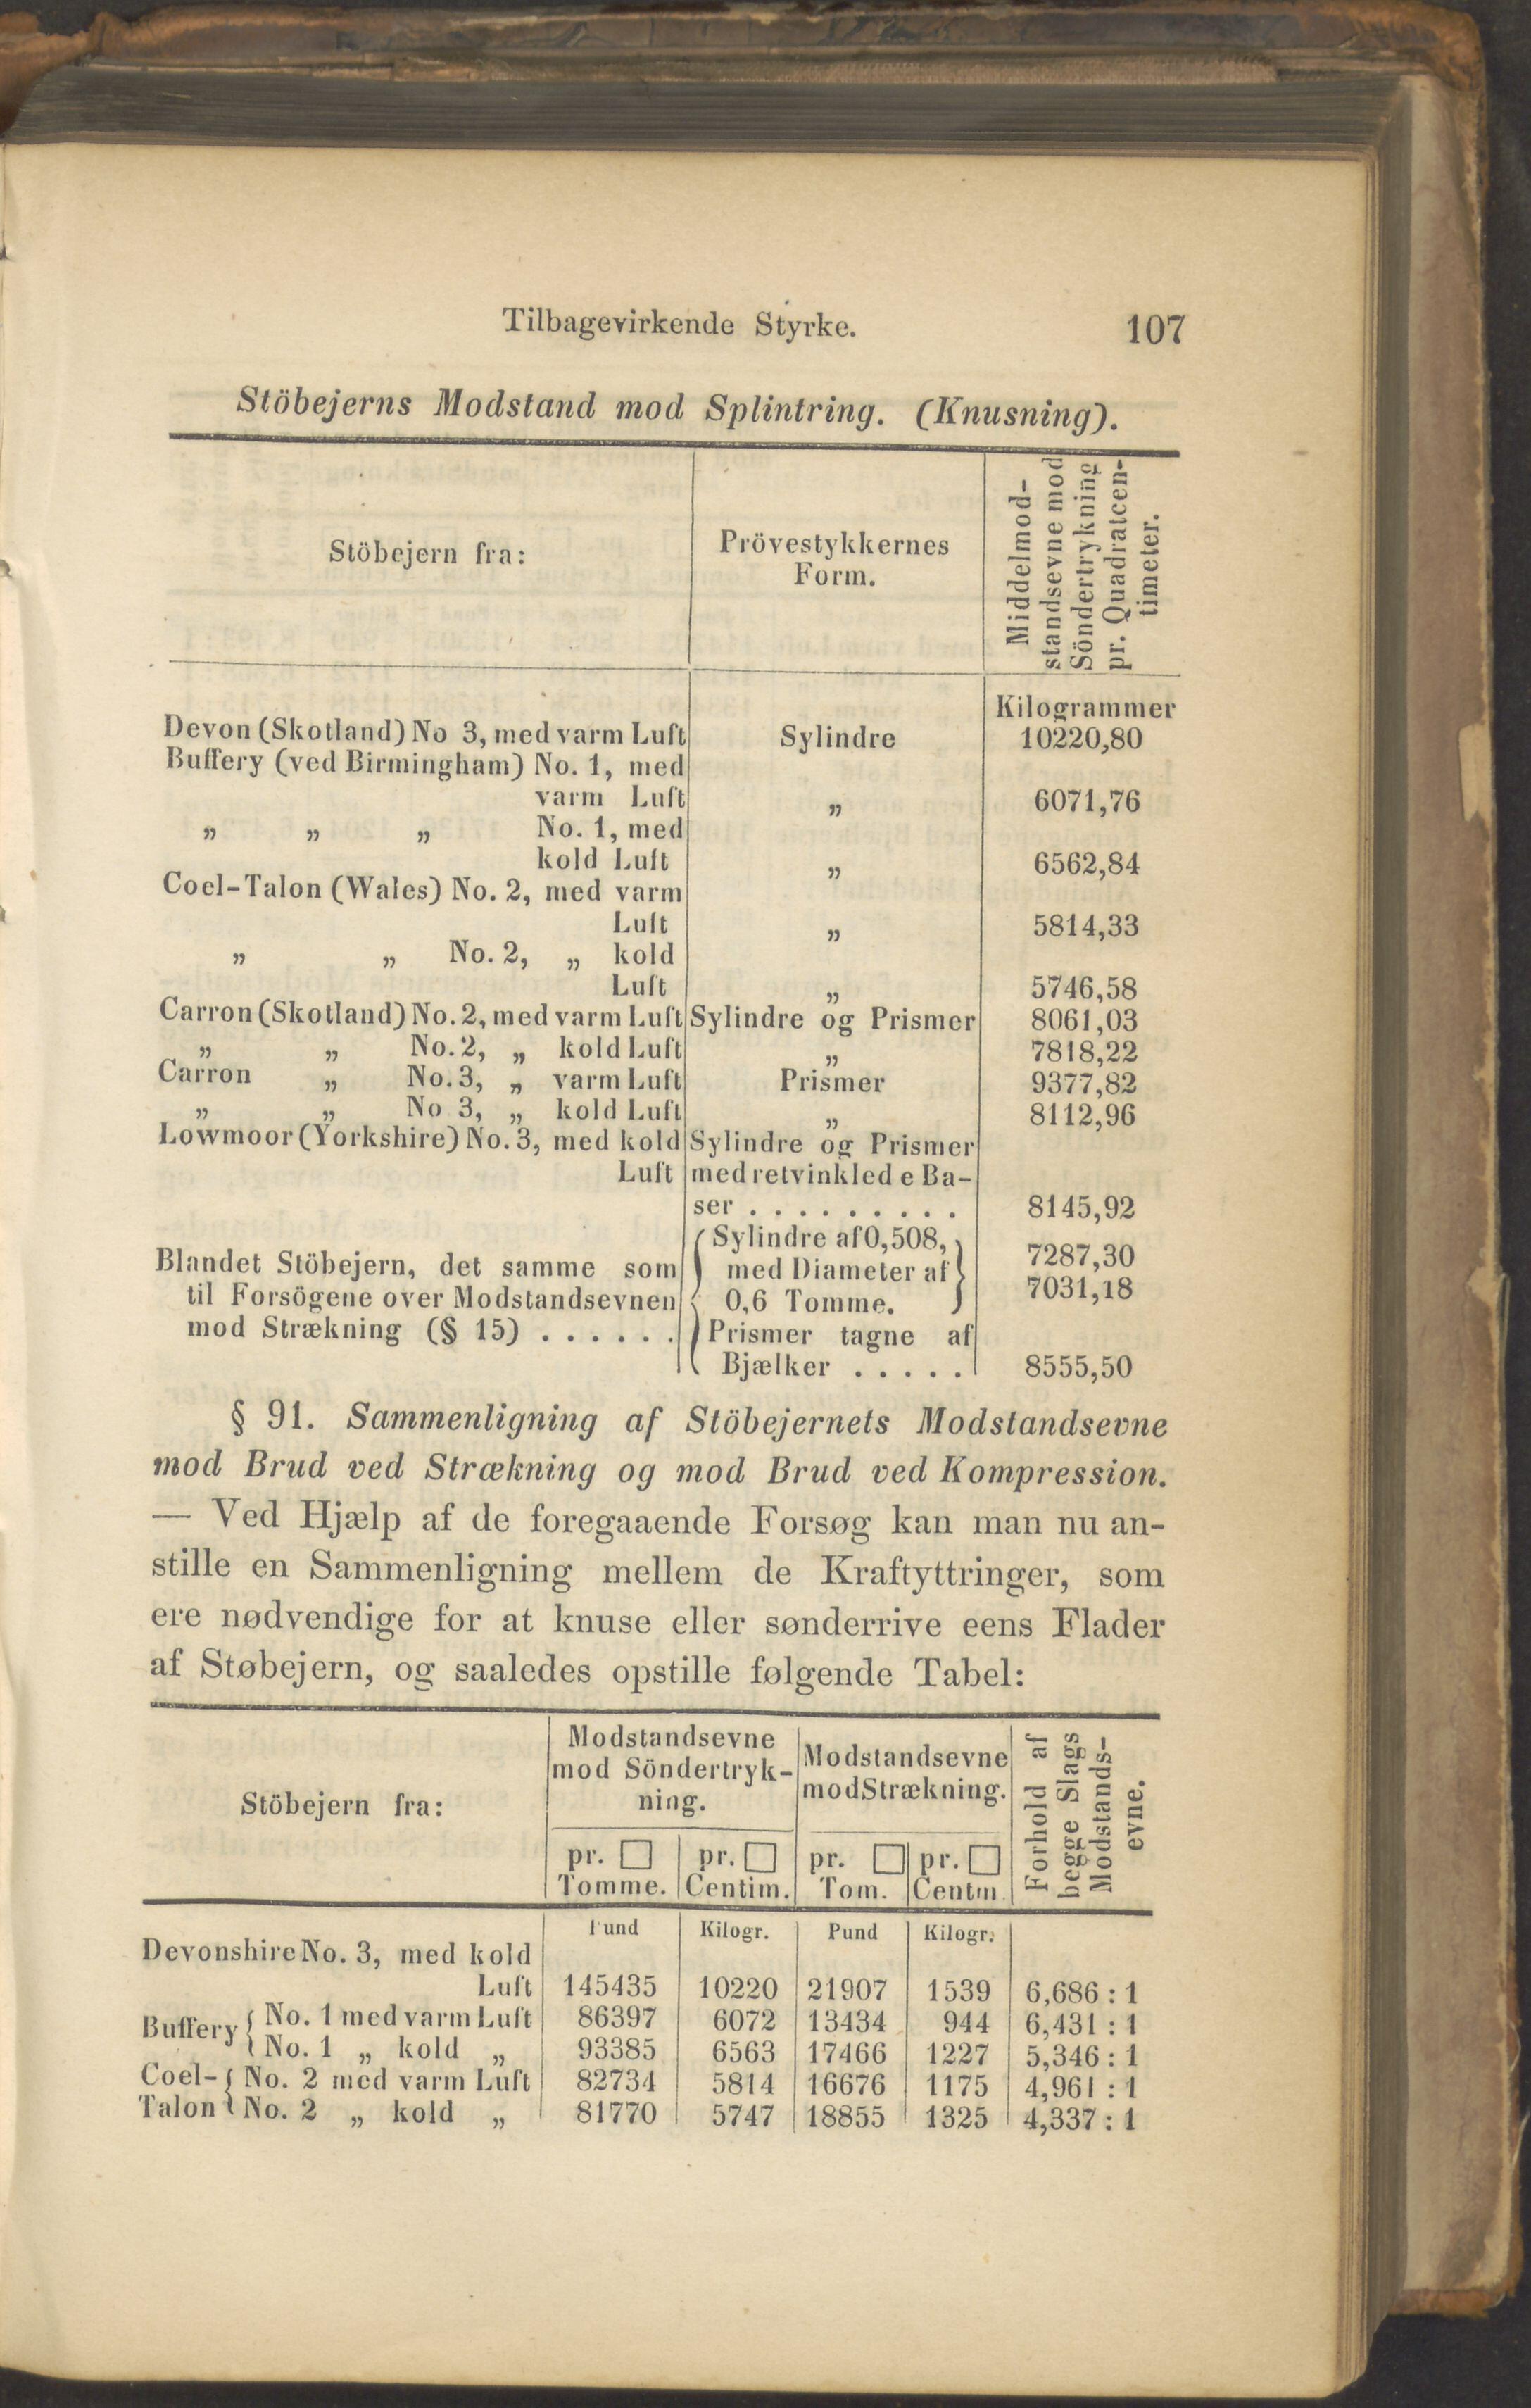 Tilbagevirkende Styrke. 107
Stöbejerns Modstand mod Splintring. (Knusning).
Stöbejern fra:
Prövestykkernes
Form.
Middelmod-
standsevne mod
Söndertrykning
pr. Quadratcen-
timeter.
Kilogrammer
Devon (Skotland) No 3, med varm Luft Sylindre 10220,80
Buffery (ved Birmingham) No. 1, med
varm Luft „ 6071,76
„ „ „ No. 1, med
kold Luft „ 6562,84
Coel-Talon (Wales) No. 2, med varm
Luft „ 5814,33
„ „ No. 2, „ kold
Luft „ 5746,58
Carron (Skotland) No. 2, med varm Luft Sylindre og Prismer 8061,03
„ „ No. 2, „ kold Luft „ 7818,22
Carron „ No. 3, „ varm Luft Prismer 9377,82
„ „ No 3, „ kold Luft „ 8112,96
Lowmoor (Yorkshire) No. 3, med kold Sylindre og Prismer
Luft med retvinklede Ba-
ser . . . . . . . . . 8145,92
Sylindre af 0,508, 7287,30
Blandet Stöbejern, det samme som med Diameter af
til Forsögene over Modstandsevnen 0,6 Tomme. 7031,18
mod Strækning (§ 15) . . . . . . Prismer tagne af
Bjælker . . . . . 8555,50
§ 91. Sammenligning af Stöbejernets Modstandsevne
mod Brud ved Strækning og mod Brud ved Kompression.
— Ved Hjælp af de foregaaende Forsøg kan man nu an-
stille en Sammenligning mellem de Kraftyttringer, som
ere nødvendige for at knuse eller sønderrive eens Flader
af Støbejern, og saaledes opstille følgende Tabel:
Stöbejern fra:
Modstandsevne
mod Söndertryk-
ning.
Modstandsevne
mod Strækning.
Forhold af
begge Slags
Modstands-
evne.
pr. □ pr. □ pr. □ pr. □
Tomme. Centim. Tom. Centm.
Pund Kilogr. Pund Kilogr.
Devonshire No. 3, med kold
Luft 145435 10220 21907 1539 6,686 : 1
Buffery { No. 1 med varm Luft 86397 6072 13434 944 6,431 : 1
No. 1 „ kold „ 93385 6563 17466 1227 5,346 : 1
Coel- { No. 2 med varm Luft 82734 5814 16676 1175 4,961 : 1
Talon No. 2 „ kold „ 81770 5747 18855 1325 4,337 : 1